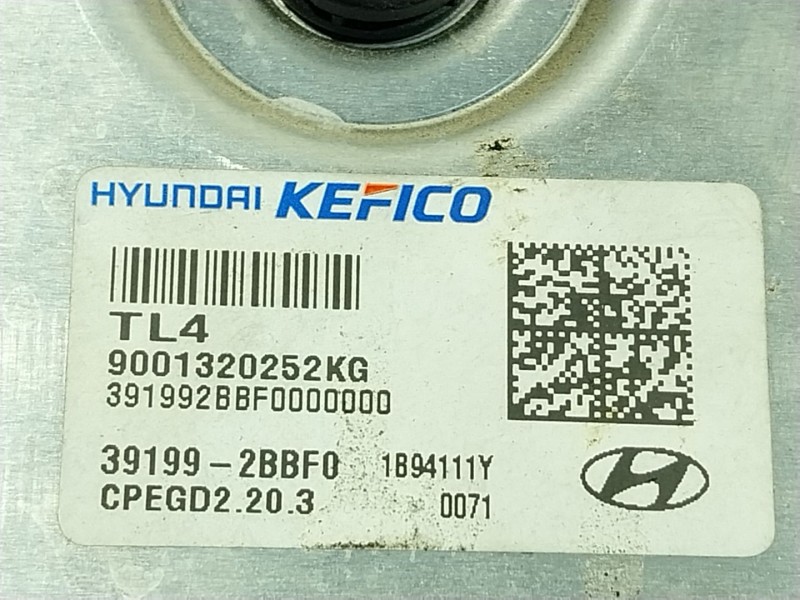 HYUNDAI KEFICO
TL4
9001320252KG
391992BBF0000000
39199-2BBF0 1B94111Y
CPEGD2.20.3 0071